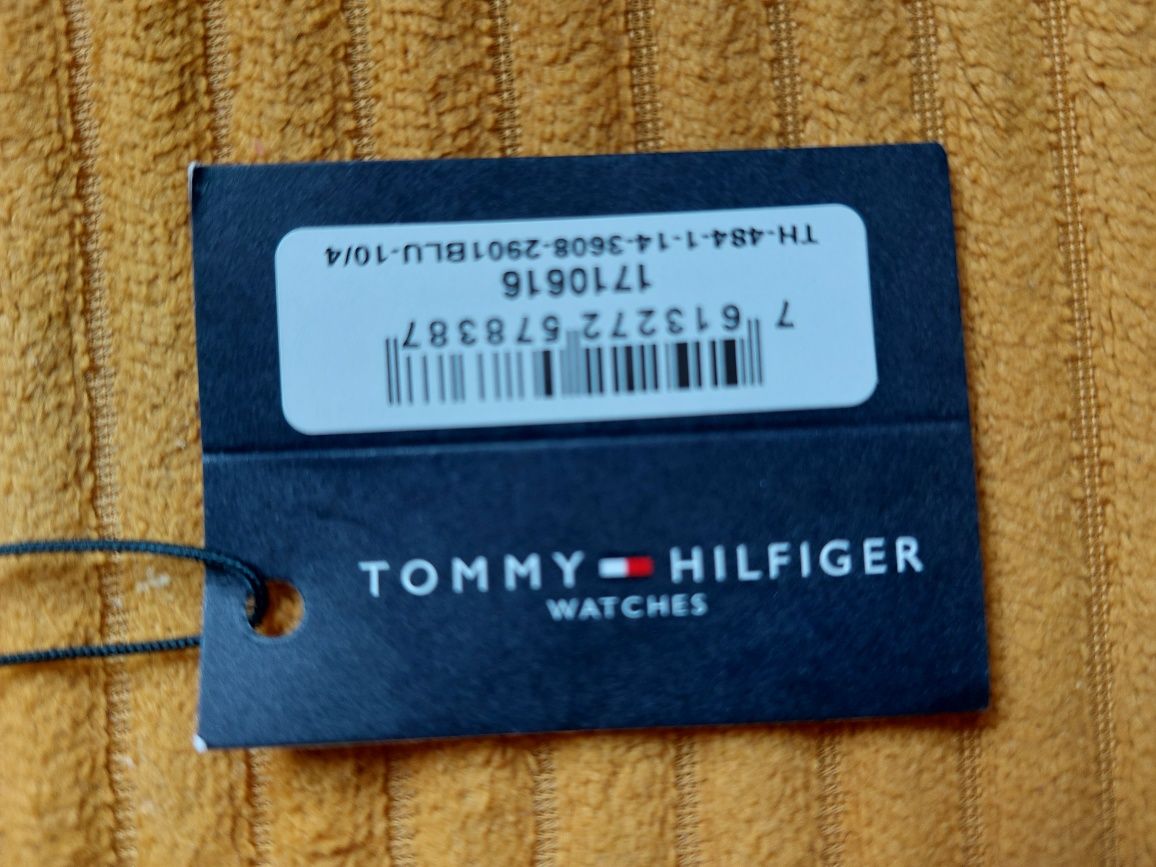 TH-484-1-14-3608-2901BLU-10/4
1710616
7 613272 578387
TOMMY HILFIGER
WATCHES